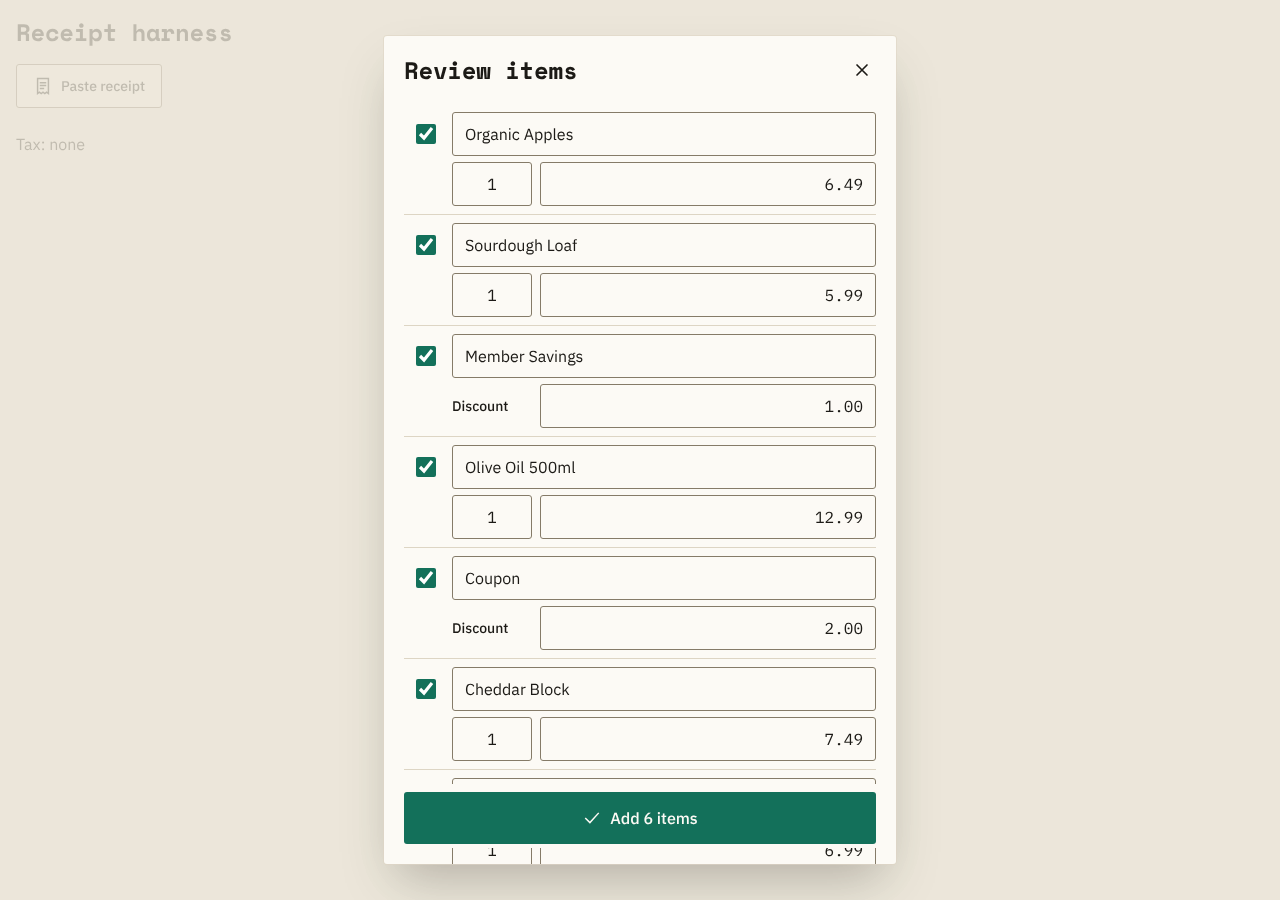 Receipt harness
Paste receipt
Tax: none
Review items
Organic Apples
1 6.49
Sourdough Loaf
1 5.99
Member Savings
Discount 1.00
Olive Oil 500ml
1 12.99
Coupon
Discount 2.00
Cheddar Block
1 7.49
Add 6 items
1 6.99